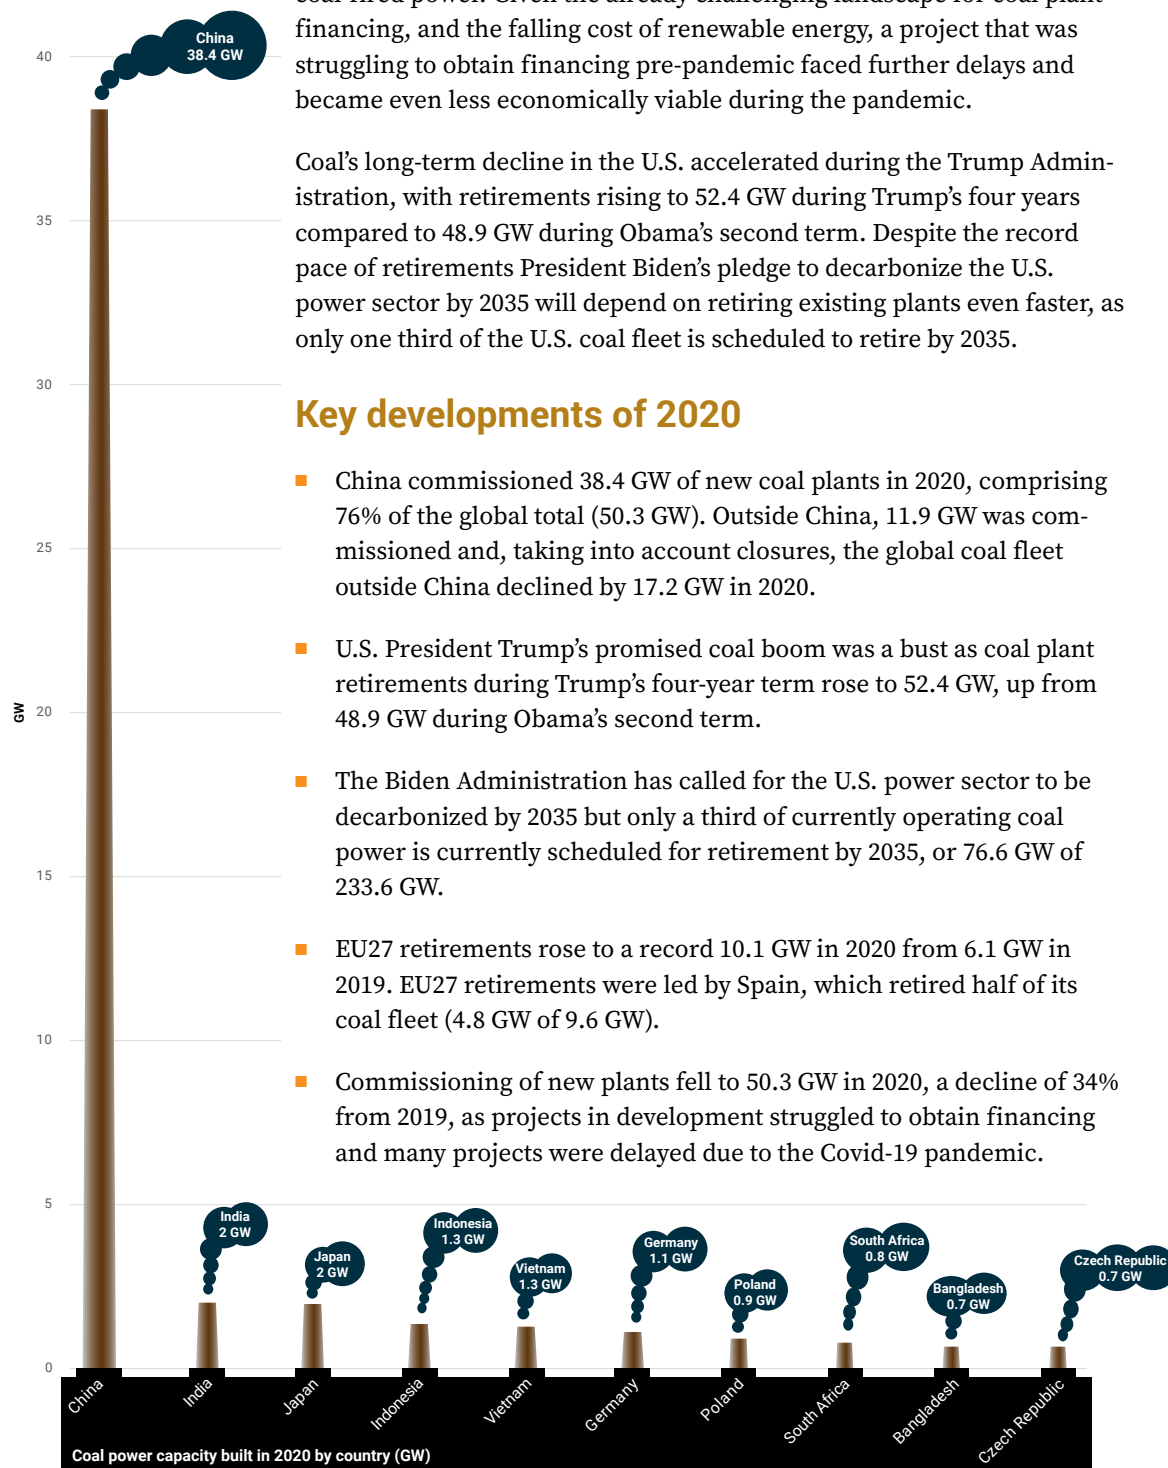 coal-fired power. Given the already challenging landscape for coal plant
financing, and the falling cost of renewable energy, a project that was
struggling to obtain financing pre-pandemic faced further delays and
became even less economically viable during the pandemic.
Coal’s long-term decline in the U.S. accelerated during the Trump Admin-
istration, with retirements rising to 52.4 GW during Trump’s four years
compared to 48.9 GW during Obama’s second term. Despite the record
pace of retirements President Biden’s pledge to decarbonize the U.S.
power sector by 2035 will depend on retiring existing plants even faster, as
only one third of the U.S. coal fleet is scheduled to retire by 2035.
Key developments of 2020
China commissioned 38.4 GW of new coal plants in 2020, comprising
76% of the global total (50.3 GW). Outside China, 11.9 GW was com-
missioned and, taking into account closures, the global coal fleet
outside China declined by 17.2 GW in 2020.
U.S. President Trump’s promised coal boom was a bust as coal plant
retirements during Trump’s four-year term rose to 52.4 GW, up from
48.9 GW during Obama’s second term.
The Biden Administration has called for the U.S. power sector to be
decarbonized by 2035 but only a third of currently operating coal
power is currently scheduled for retirement by 2035, or 76.6 GW of
233.6 GW.
EU27 retirements rose to a record 10.1 GW in 2020 from 6.1 GW in
2019. EU27 retirements were led by Spain, which retired half of its
coal fleet (4.8 GW of 9.6 GW).
Commissioning of new plants fell to 50.3 GW in 2020, a decline of 34%
from 2019, as projects in development struggled to obtain financing
and many projects were delayed due to the Covid-19 pandemic.
GW
40
35
30
25
20
15
10
5
0
China
38.4 GW
India
2 GW
Japan
2 GW
Indonesia
1.3 GW
Vietnam
1.3 GW
Germany
1.1 GW
Poland
0.9 GW
South Africa
0.8 GW
Bangladesh
0.7 GW
Czech Republic
0.7 GW
China
India
Japan
Indonesia
Vietnam
Germany
Poland
South Africa
Bangladesh
Czech Republic
Coal power capacity built in 2020 by country (GW)